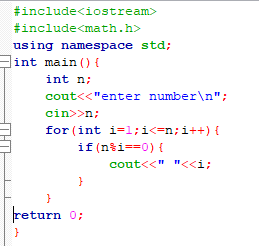 #include<iostream>
#include<math.h>
using namespace std;
int main(){
    int n;
    cout<<"enter number\n";
    cin>>n;
    for(int i=1;i<=n;i++){
        if(n%i==0){
            cout<<" "<<i;
        }
    }
return 0;
}